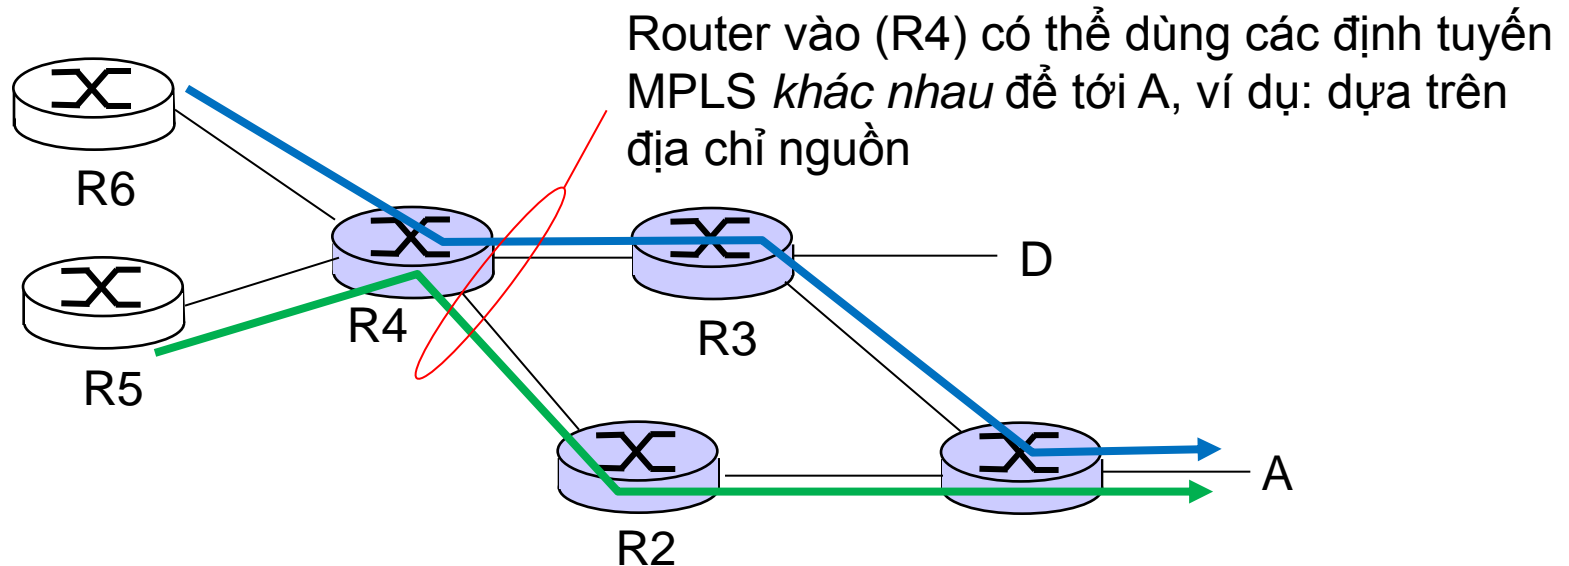 Router vào (R4) có thể dùng các định tuyến
MPLS khác nhau để tới A, ví dụ: dựa trên
địa chỉ nguồn
R6
D
R4
R3
R5
A
R2